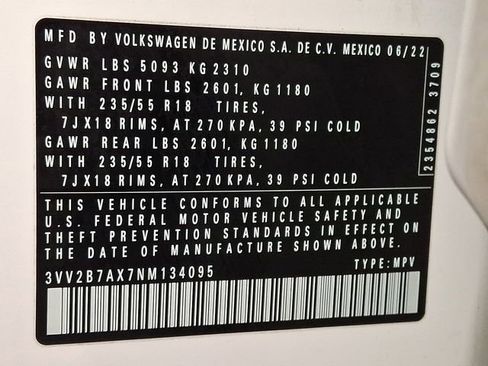 MFD BY VOLKSWAGEN DE MEXICO S.A. DE C.V. MEXICO 06/22
GVWR LBS 5093 KG 2310
GAWR FRONT LBS 2601, KG 1180
WITH 235/55 R18 TIRES,
7JX18 RIMS, AT 270 KPA, 39 PSI COLD
GAWR REAR LBS 2601, KG 1180
WITH 235/55 R18 TIRES,
7JX18 RIMS, AT 270 KPA, 39 PSI COLD
2354862 3709
THIS VEHICLE CONFORMS TO ALL APPLICABLE
U.S. FEDERAL MOTOR VEHICLE SAFETY AND
THEFT PREVENTION STANDARDS IN EFFECT ON
THE DATE OF MANUFACTURE SHOWN ABOVE.
3VV2B7AX7NM134095 TYPE: MPV